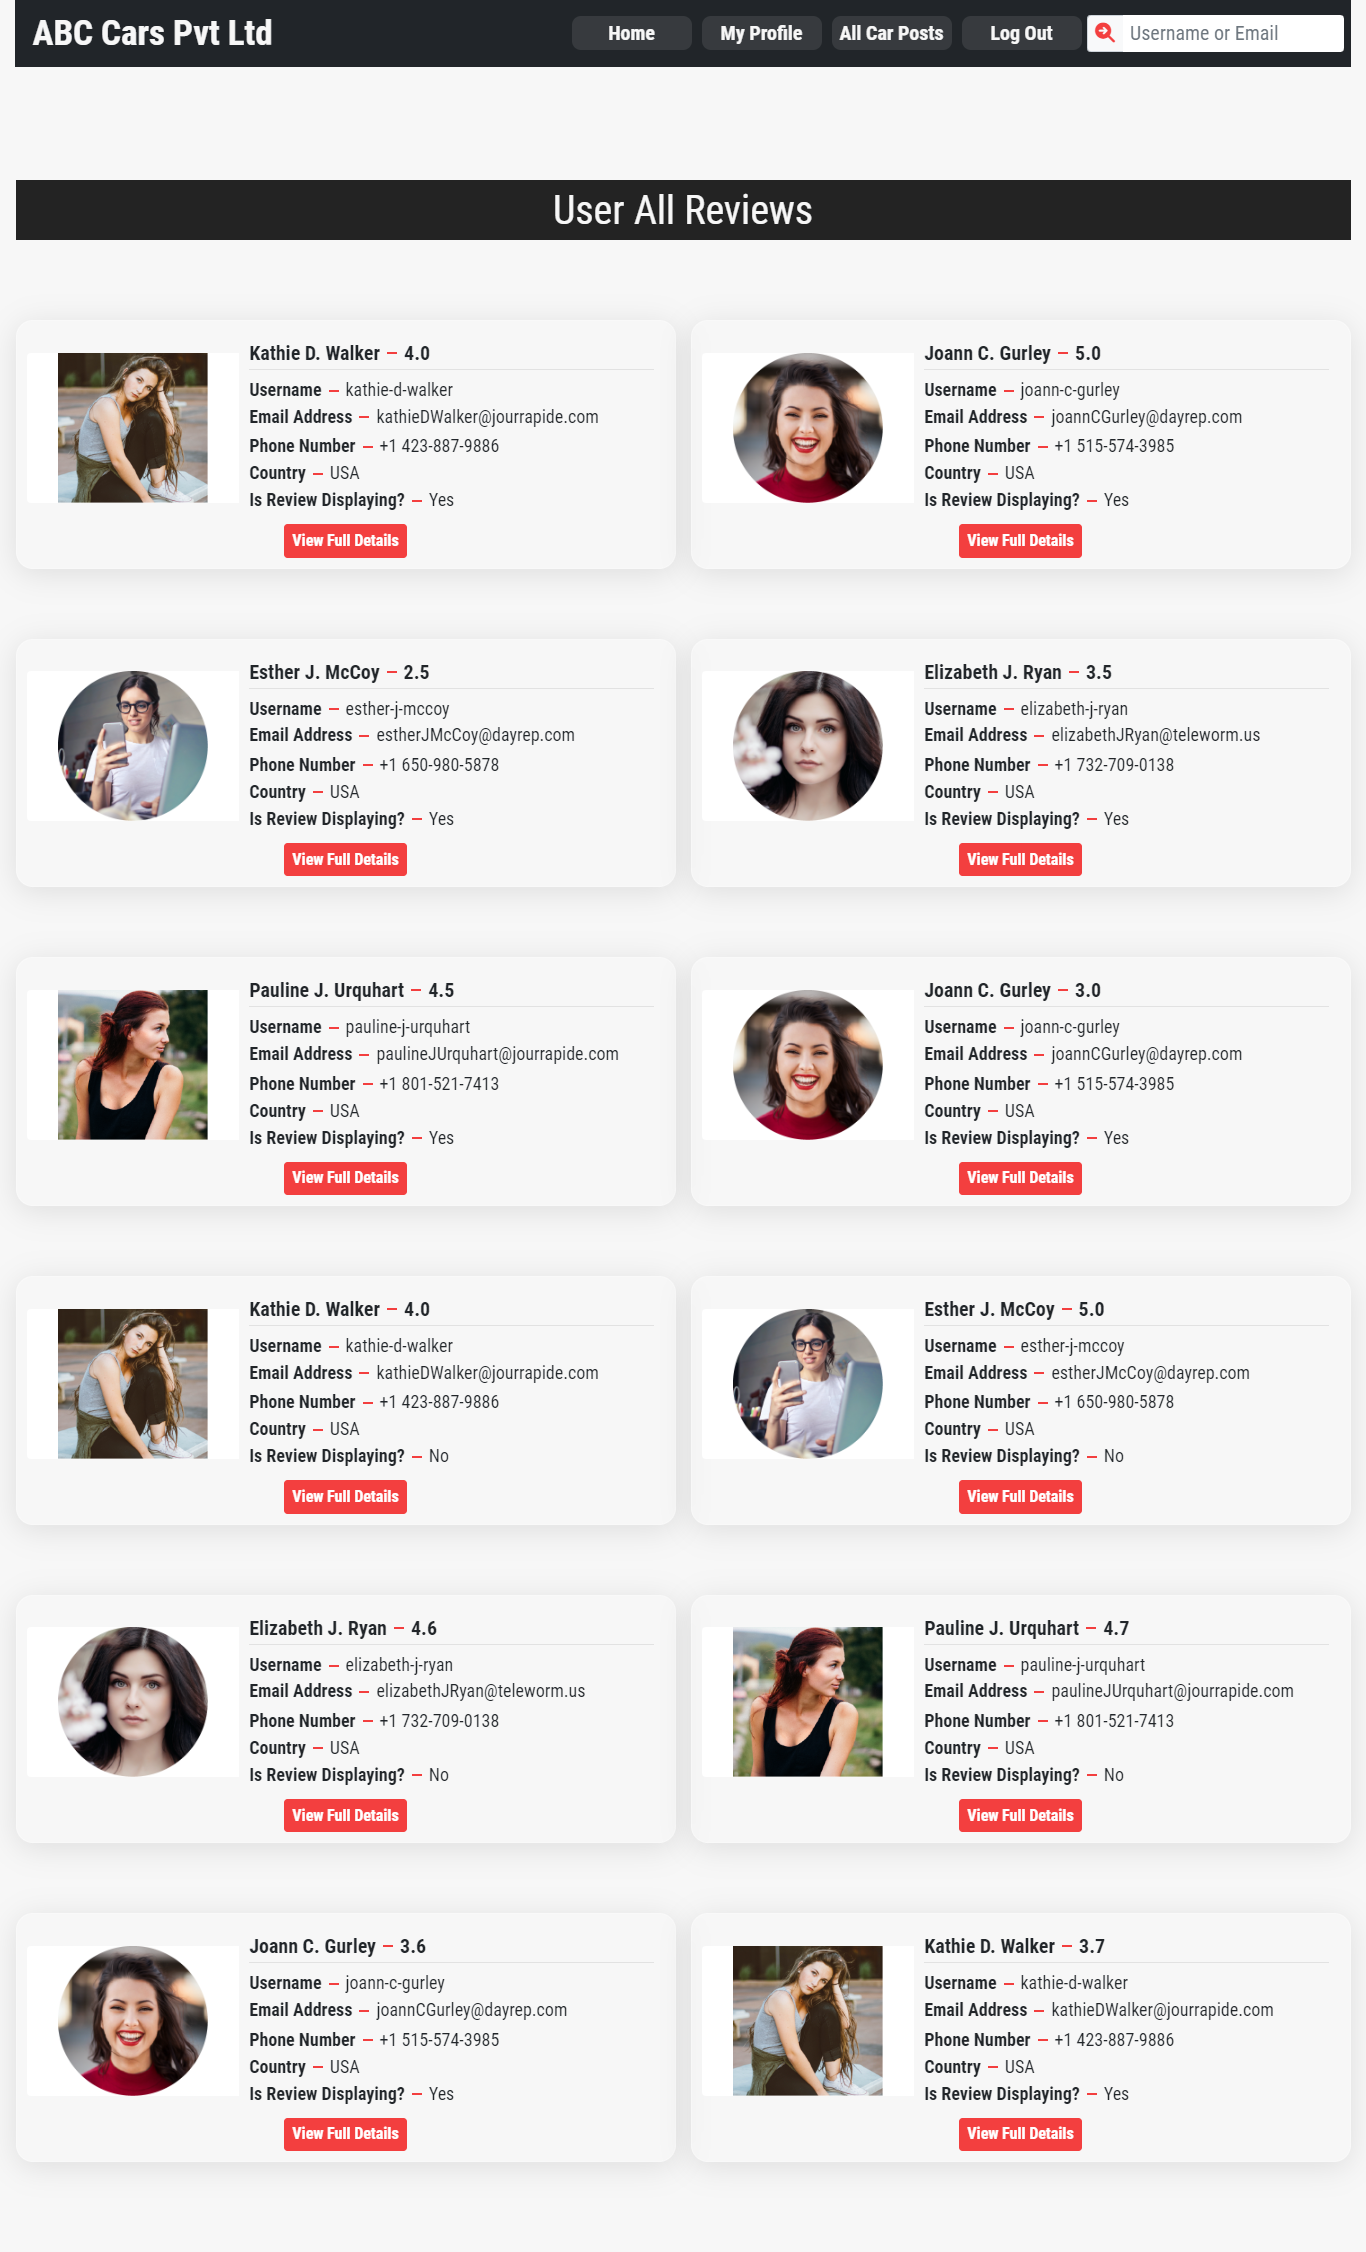 ABC Cars Pvt Ltd
Home
My Profile
All Car Posts
Log Out
Username or Email
User All Reviews
Kathie D. Walker — 4.0
Username — kathie-d-walker
Email Address — kathieDWalker@jourrapide.com
Phone Number — +1 423-887-9886
Country — USA
Is Review Displaying? — Yes
View Full Details
Joann C. Gurley — 5.0
Username — joann-c-gurley
Email Address — joannCGurley@dayrep.com
Phone Number — +1 515-574-3985
Country — USA
Is Review Displaying? — Yes
View Full Details
Esther J. McCoy — 2.5
Username — esther-j-mccoy
Email Address — estherJMcCoy@dayrep.com
Phone Number — +1 650-980-5878
Country — USA
Is Review Displaying? — Yes
View Full Details
Elizabeth J. Ryan — 3.5
Username — elizabeth-j-ryan
Email Address — elizabethJRyan@teleworm.us
Phone Number — +1 732-709-0138
Country — USA
Is Review Displaying? — Yes
View Full Details
Pauline J. Urquhart — 4.5
Username — pauline-j-urquhart
Email Address — paulineJUrquhart@jourrapide.com
Phone Number — +1 801-521-7413
Country — USA
Is Review Displaying? — Yes
View Full Details
Joann C. Gurley — 3.0
Username — joann-c-gurley
Email Address — joannCGurley@dayrep.com
Phone Number — +1 515-574-3985
Country — USA
Is Review Displaying? — Yes
View Full Details
Kathie D. Walker — 4.0
Username — kathie-d-walker
Email Address — kathieDWalker@jourrapide.com
Phone Number — +1 423-887-9886
Country — USA
Is Review Displaying? — No
View Full Details
Esther J. McCoy — 5.0
Username — esther-j-mccoy
Email Address — estherJMcCoy@dayrep.com
Phone Number — +1 650-980-5878
Country — USA
Is Review Displaying? — No
View Full Details
Elizabeth J. Ryan — 4.6
Username — elizabeth-j-ryan
Email Address — elizabethJRyan@teleworm.us
Phone Number — +1 732-709-0138
Country — USA
Is Review Displaying? — No
View Full Details
Pauline J. Urquhart — 4.7
Username — pauline-j-urquhart
Email Address — paulineJUrquhart@jourrapide.com
Phone Number — +1 801-521-7413
Country — USA
Is Review Displaying? — No
View Full Details
Joann C. Gurley — 3.6
Username — joann-c-gurley
Email Address — joannCGurley@dayrep.com
Phone Number — +1 515-574-3985
Country — USA
Is Review Displaying? — Yes
View Full Details
Kathie D. Walker — 3.7
Username — kathie-d-walker
Email Address — kathieDWalker@jourrapide.com
Phone Number — +1 423-887-9886
Country — USA
Is Review Displaying? — Yes
View Full Details